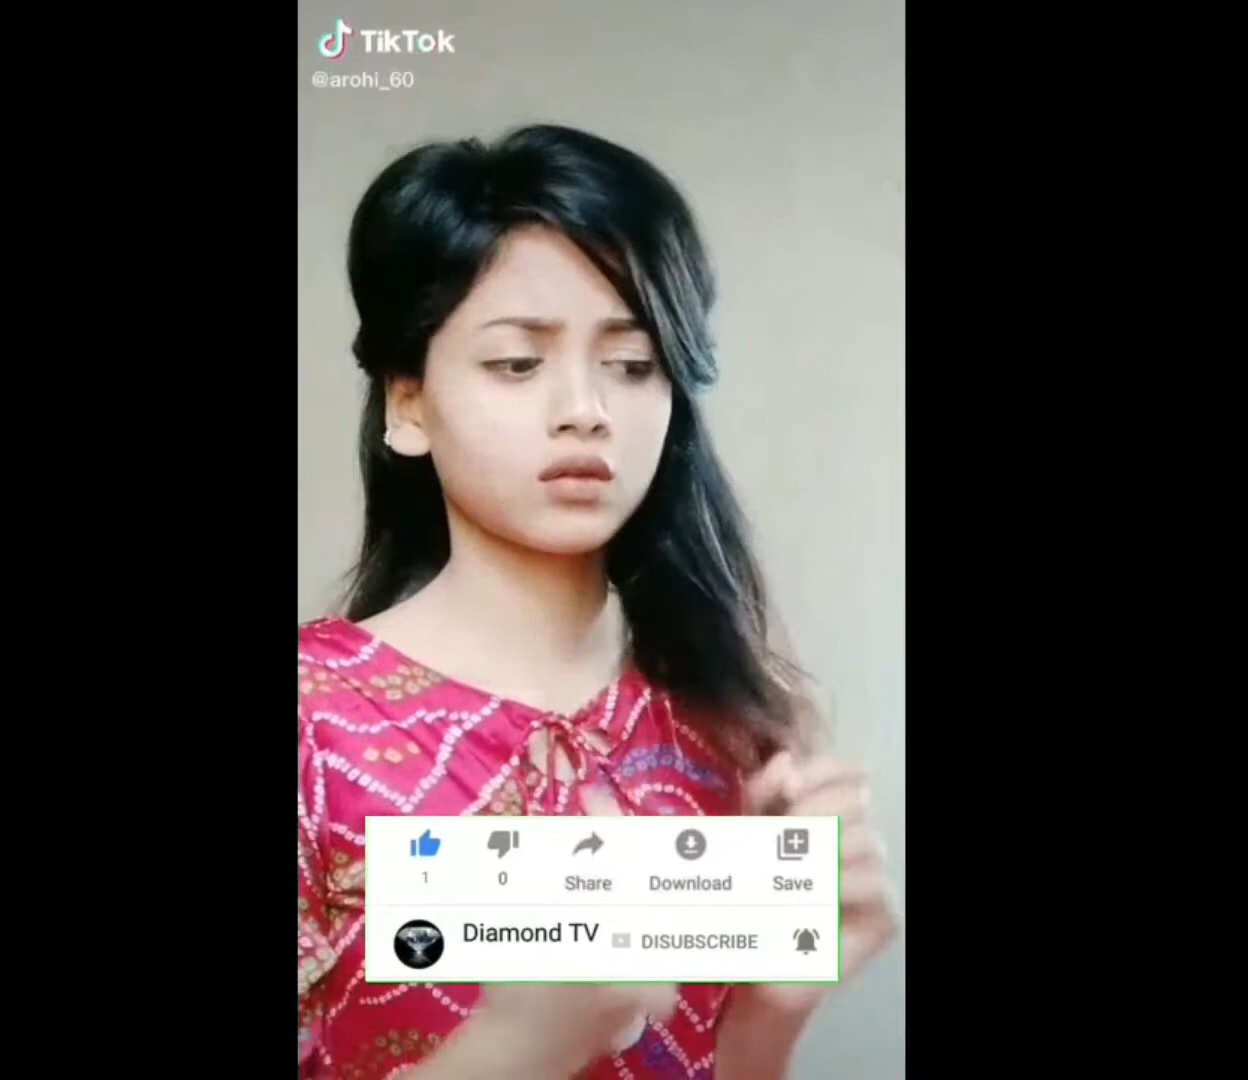 TikTok
@arohi_60
1
0
Share
Download
Save
Diamond TV
DISUBSCRIBE